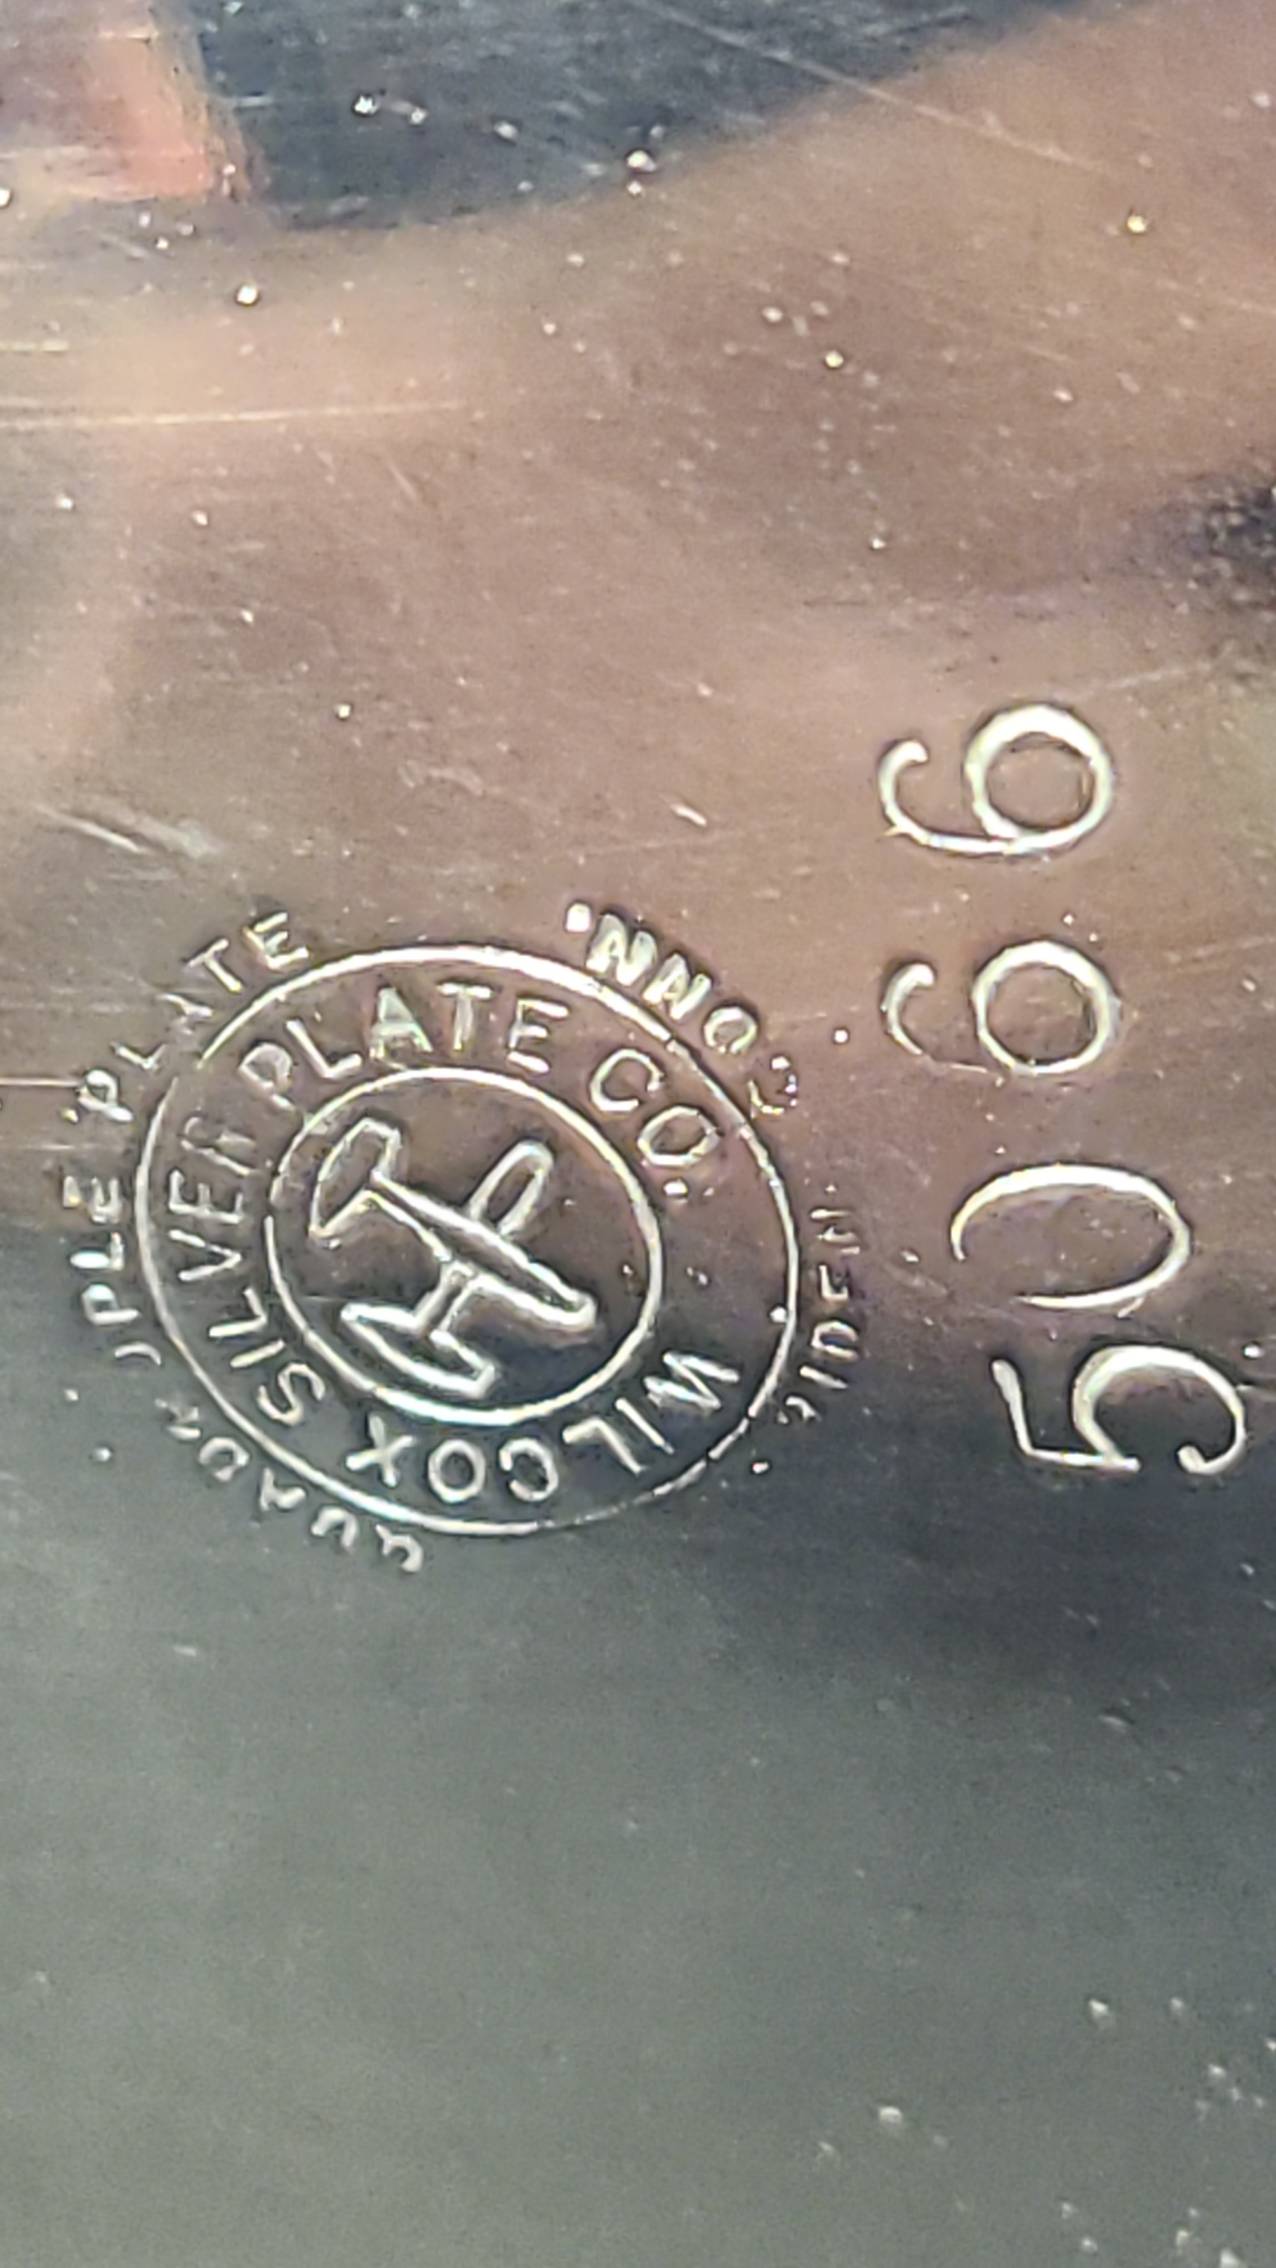 QUADRUPLE PLATE
WILCOX SILVER PLATE CO.
MERIDEN CONN.
5066